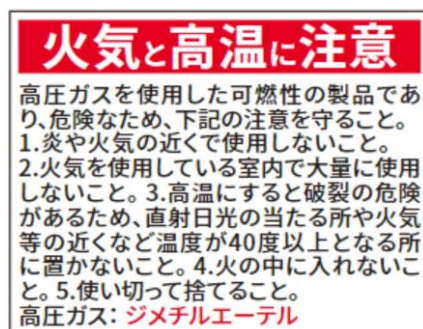 火気と高温に注意
高圧ガスを使用した可燃性の製品であ
り、危険なため、下記の注意を守ること。
1.炎や火気の近くで使用しないこと。
2.火気を使用している室内で大量に使用
しないこと。3.高温にすると破裂の危険
があるため、直射日光の当たる所や火気
等の近くなど温度が40度以上となる所
に置かないこと。4.火の中に入れないこ
と。5.使い切って捨てること。
高圧ガス：ジメチルエーテル